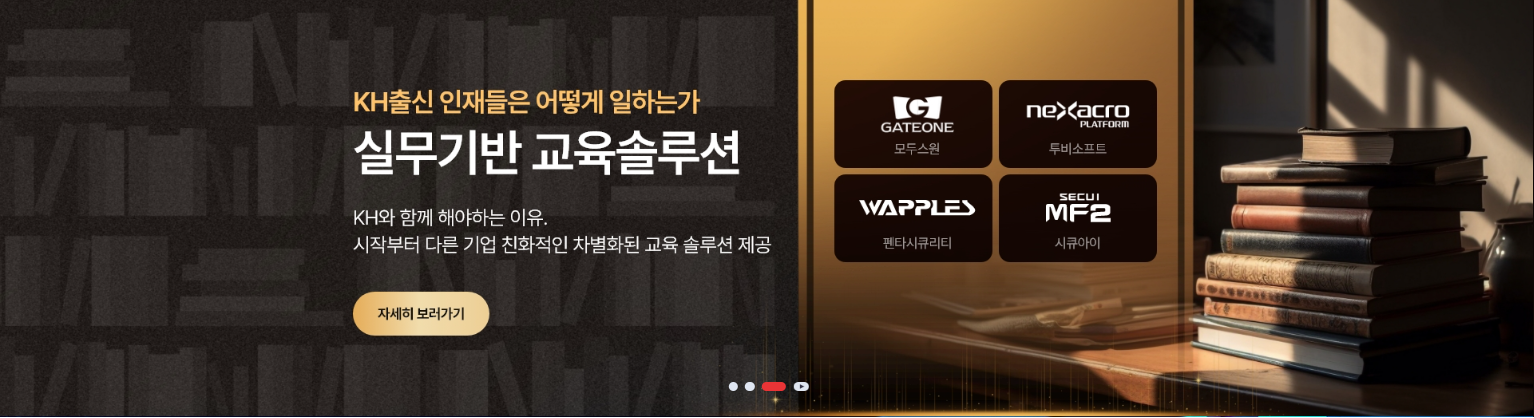 KH출신 인재들은 어떻게 일하는가
실무기반 교육솔루션
KH와 함께 해야하는 이유.
시작부터 다른 기업 친화적인 차별화된 교육 솔루션 제공
자세히 보러가기
G
GATEONE
모두스원
nexacro
PLATFORM
투비소프트
WAPPLES
펜타시큐리티
SECUI
MF2
시큐아이